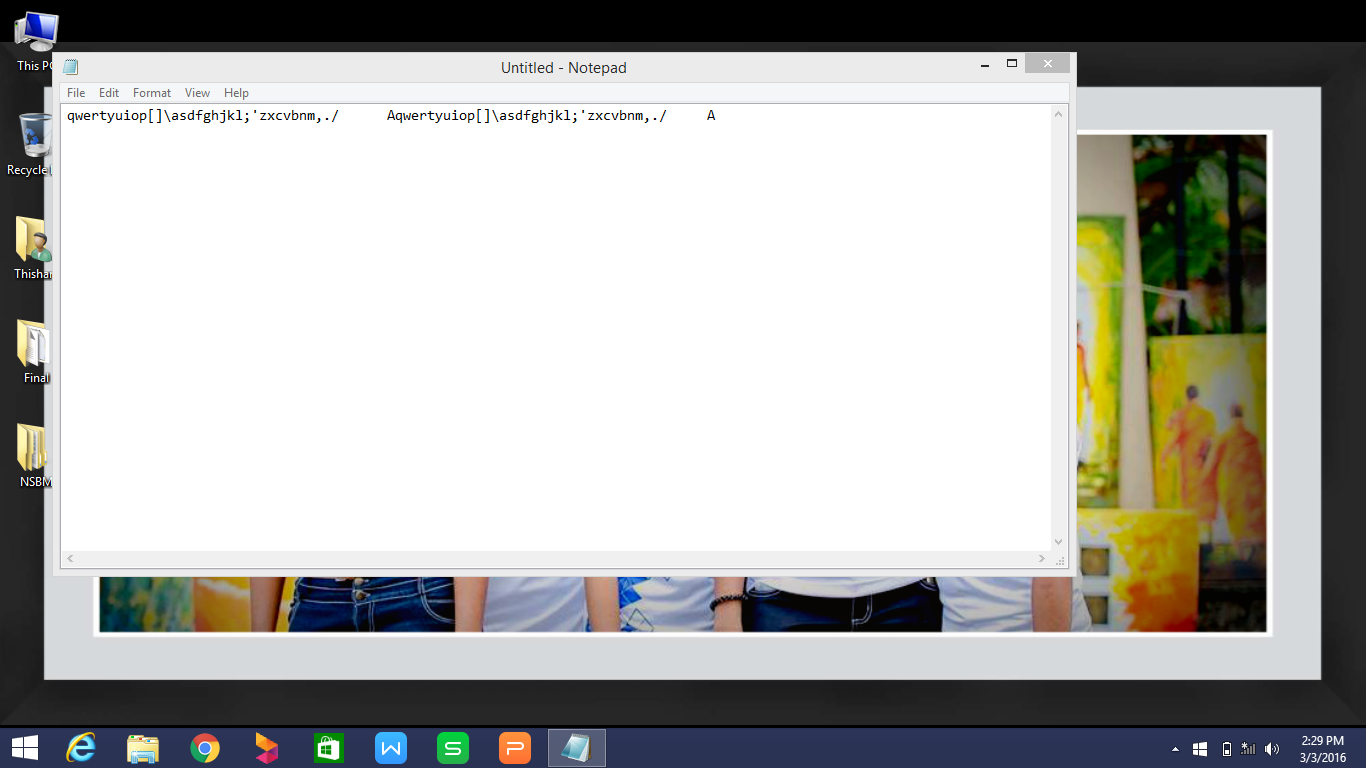 This PC
Untitled - Notepad
File Edit Format View Help
qwertyuiop[]\asdfghjkl;'zxcvbnm,./ Aqwertyuiop[]\asdfghjkl;'zxcvbnm,./ A
Recycle
Thishar
Final
NSBM
W S P
2:29 PM
3/3/2016